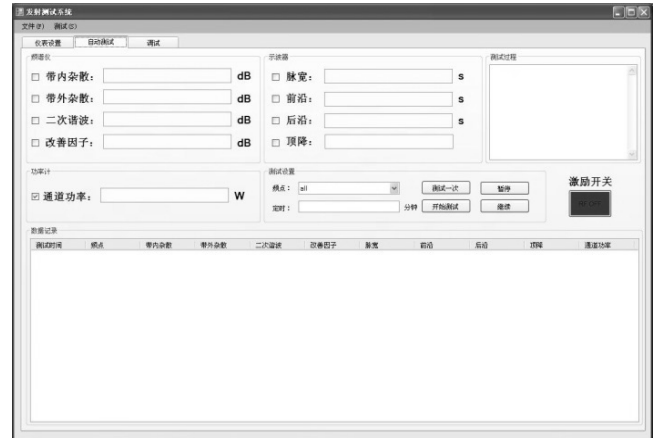 发射测试系统
文件(F) 测试(S)
仪表设置 自动测试 调试
频谱仪 示波器 测试过程
带内杂散: dB 脉宽: s
带外杂散: dB 前沿: s
二次谐波: dB 后沿: s
改善因子: dB 顶降:
功率计 测试设置
通道功率: W 频点: all 测试一次 暂停 激励开关
定时: 分钟 开始测试 继续
数据记录
测试时间 频点 带内杂散 带外杂散 二次谐波 改善因子 脉宽 前沿 后沿 顶降 通道功率